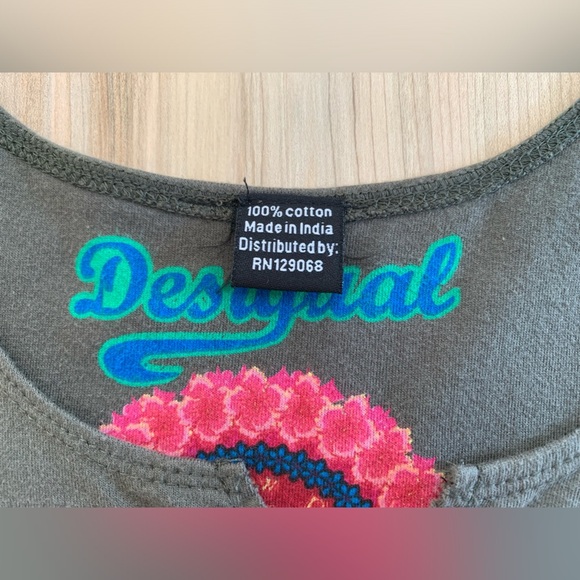 100% cotton
Made in India
Distributed by:
RN129068
Desigual